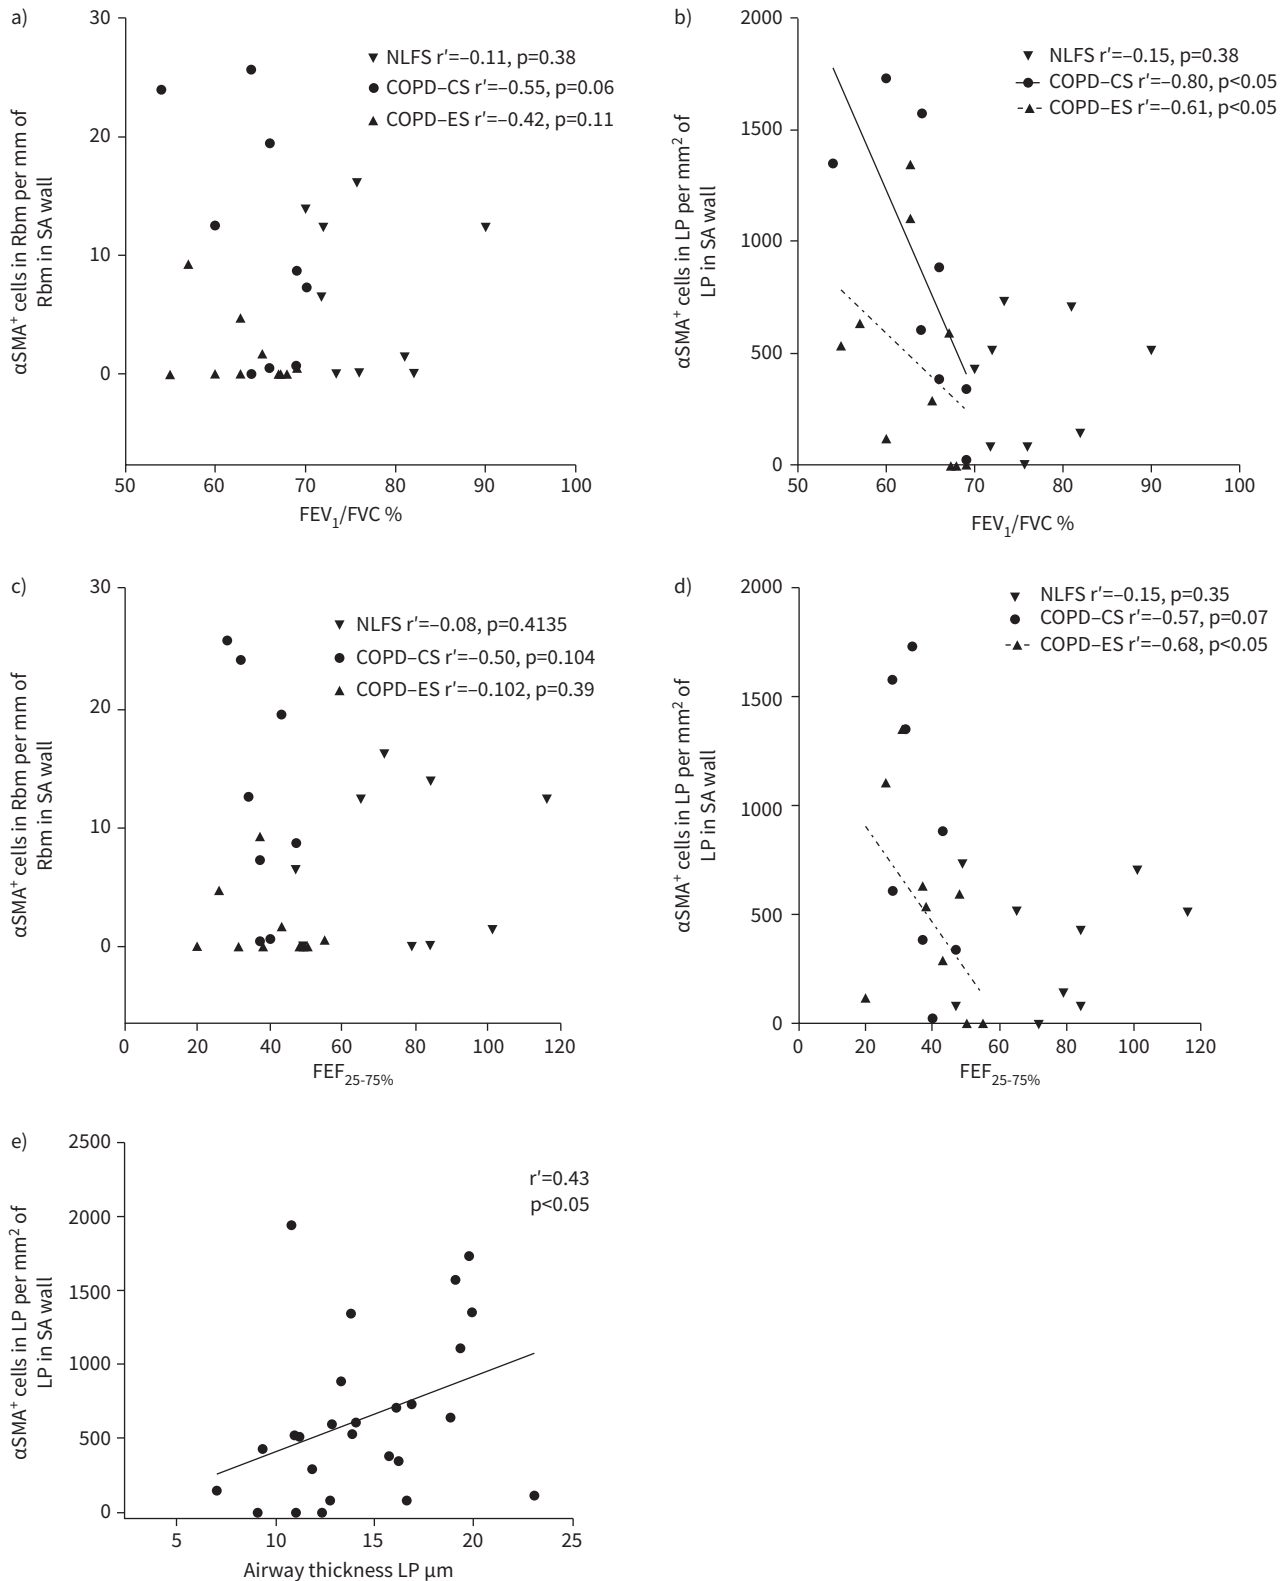 a)
30
20
10
0
αSMA⁺ cells in Rbm per mm of
Rbm in SA wall
▼ NLFS r′=–0.11, p=0.38
● COPD–CS r′=–0.55, p=0.06
▲ COPD–ES r′=–0.42, p=0.11
50 60 70 80 90 100
FEV₁/FVC %
b)
2000
1500
1000
500
0
αSMA⁺ cells in LP per mm² of
LP in SA wall
▼ NLFS r′=–0.15, p=0.38
● COPD–CS r′=–0.80, p<0.05
▲ COPD–ES r′=–0.61, p<0.05
50 60 70 80 90 100
FEV₁/FVC %
c)
30
20
10
0
αSMA⁺ cells in Rbm per mm of
Rbm in SA wall
▼ NLFS r′=–0.08, p=0.4135
● COPD–CS r′=–0.50, p=0.104
▲ COPD–ES r′=–0.102, p=0.39
0 20 40 60 80 100 120
FEF₂₅₋₇₅%
d)
2000
1500
1000
500
0
αSMA⁺ cells in LP per mm² of
LP in SA wall
▼ NLFS r′=–0.15, p=0.35
● COPD–CS r′=–0.57, p=0.07
▲ COPD–ES r′=–0.68, p<0.05
0 20 40 60 80 100 120
FEF₂₅₋₇₅%
e)
2500
2000
1500
1000
500
0
αSMA⁺ cells in LP per mm² of
LP in SA wall
r′=0.43
p<0.05
5 10 15 20 25
Airway thickness LP μm